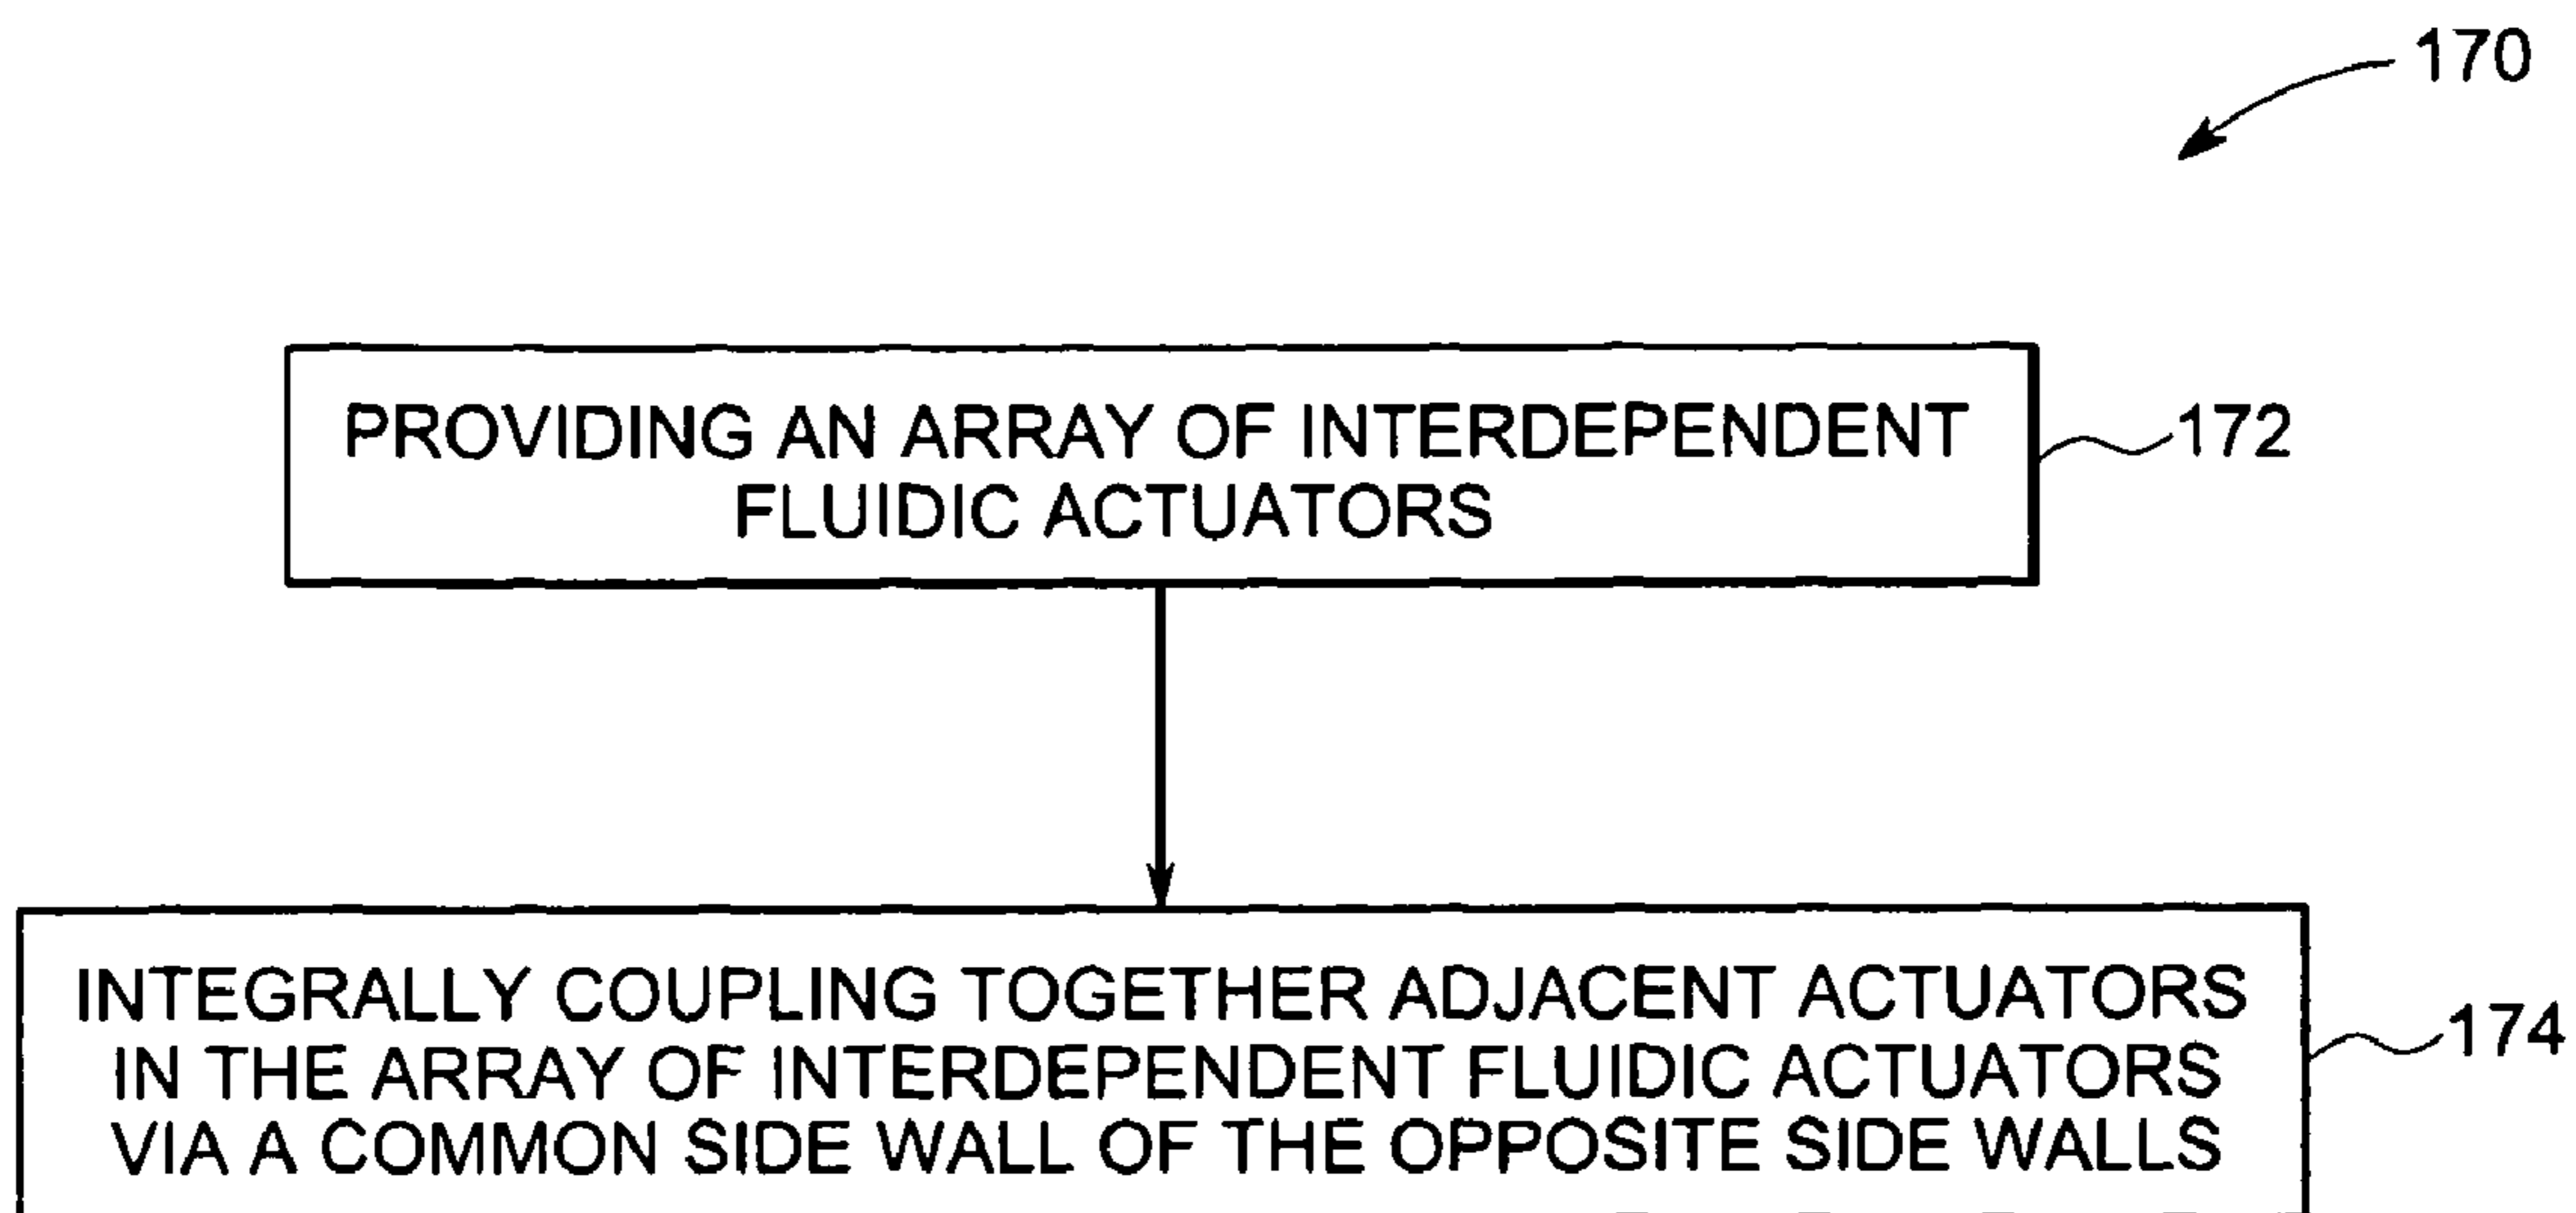 170
PROVIDING AN ARRAY OF INTERDEPENDENT
FLUIDIC ACTUATORS
172
INTEGRALLY COUPLING TOGETHER ADJACENT ACTUATORS
IN THE ARRAY OF INTERDEPENDENT FLUIDIC ACTUATORS
VIA A COMMON SIDE WALL OF THE OPPOSITE SIDE WALLS
174